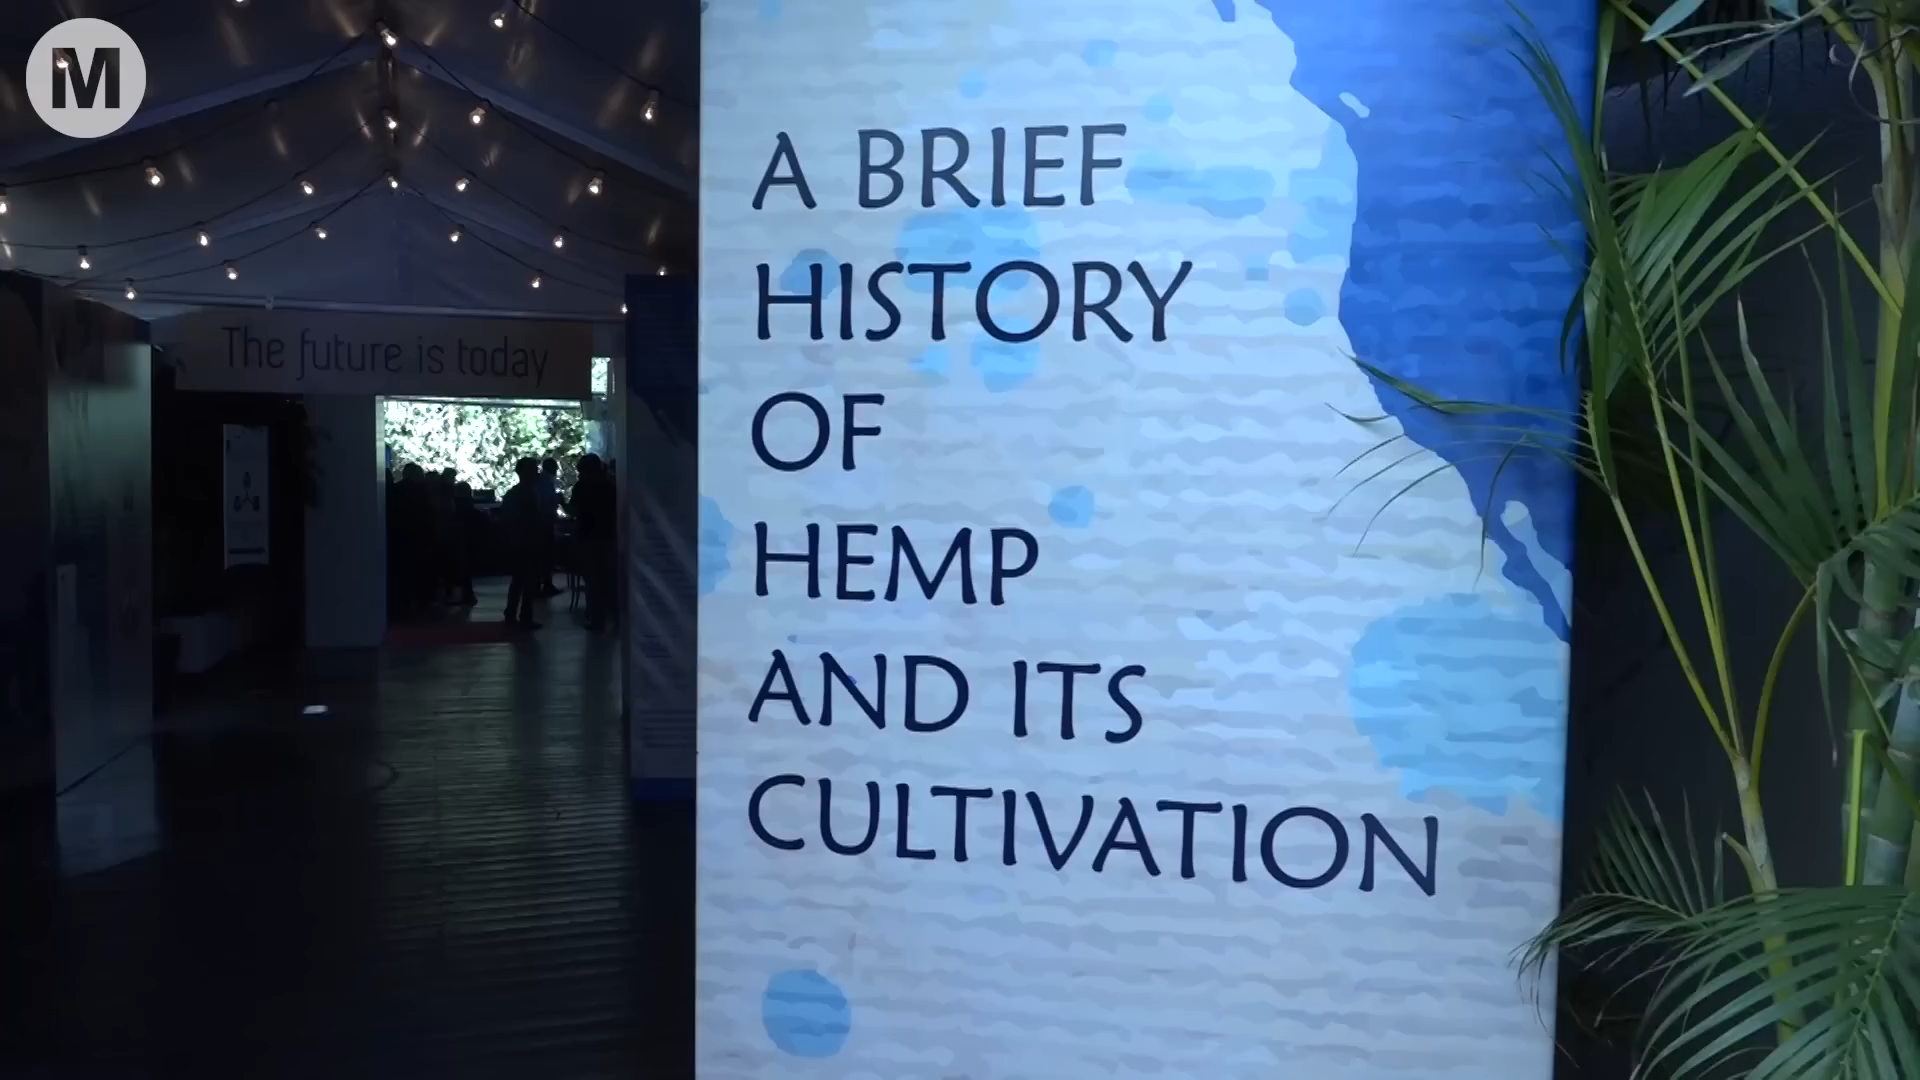 M
The future is today
A BRIEF
HISTORY
OF
HEMP
AND ITS
CULTIVATION